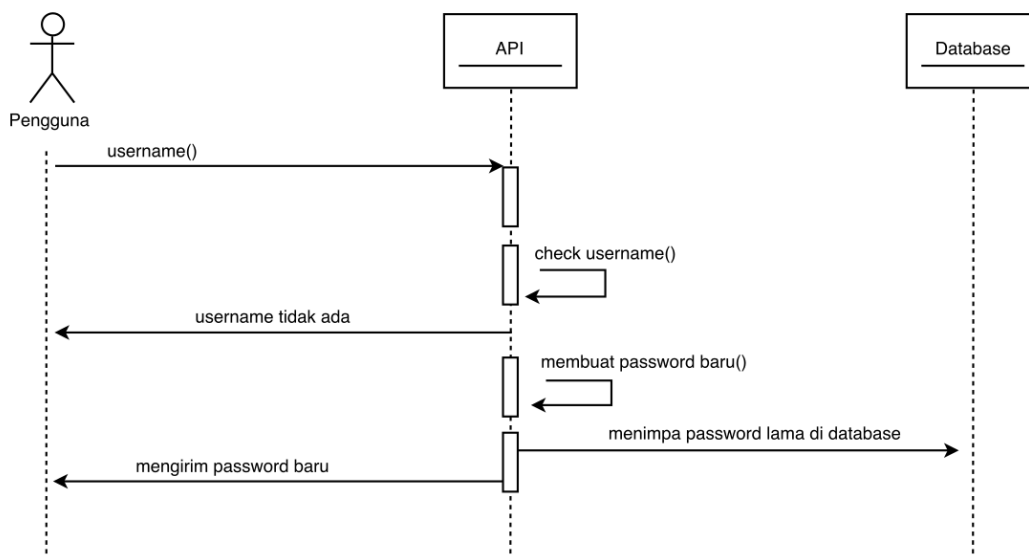 API
Database
Pengguna
username()
check username()
username tidak ada
membuat password baru()
menimpa password lama di database
mengirim password baru